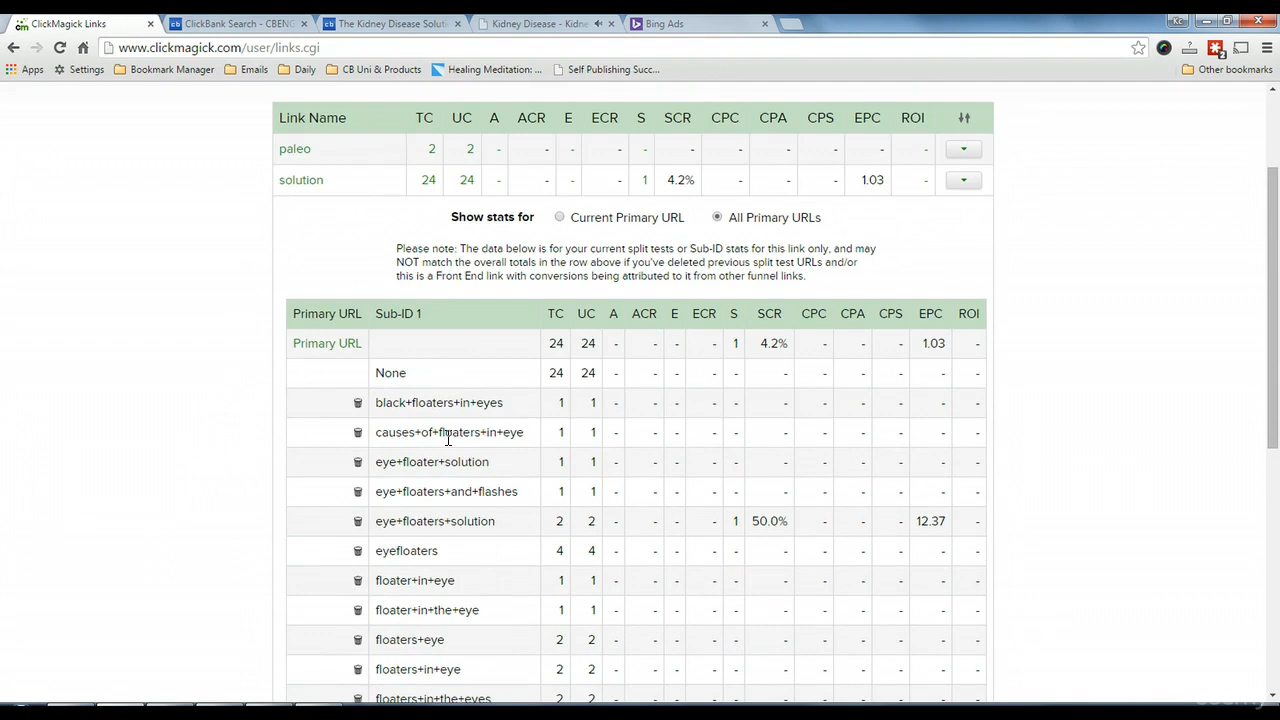 ClickMagick Links
ClickBank Search - CBENG
The Kidney Disease Soluti
Kidney Disease - Kidne
Bing Ads
Kc
www.clickmagick.com/user/links.cgi
Apps Settings Bookmark Manager Emails Daily CB Uni & Products Healing Meditation: ... Self Publishing Succ... Other bookmarks
Link Name TC UC A ACR E ECR S SCR CPC CPA CPS EPC ROI
paleo 2 2 - - - - - - - - - - -
solution 24 24 - - - - 1 4.2% - - - 1.03 -
Show stats for Current Primary URL All Primary URLs
Please note: The data below is for your current split tests or Sub-ID stats for this link only, and may
NOT match the overall totals in the row above if you've deleted previous split test URLs and/or
this is a Front End link with conversions being attributed to it from other funnel links.
Primary URL Sub-ID 1 TC UC A ACR E ECR S SCR CPC CPA CPS EPC ROI
Primary URL 24 24 - - - - 1 4.2% - - - 1.03 -
None 24 24 - - - - - - - - - - -
black+floaters+in+eyes 1 1 - - - - - - - - - - -
causes+of+floaters+in+eye 1 1 - - - - - - - - - - -
eye+floater+solution 1 1 - - - - - - - - - - -
eye+floaters+and+flashes 1 1 - - - - - - - - - - -
eye+floaters+solution 2 2 - - - - 1 50.0% - - - 12.37 -
eyefloaters 4 4 - - - - - - - - - - -
floater+in+eye 1 1 - - - - - - - - - - -
floater+in+the+eye 1 1 - - - - - - - - - - -
floaters+eye 2 2 - - - - - - - - - - -
floaters+in+eye 2 2 - - - - - - - - - - -
floaters+in+the+eyes 2 2 - - - - - - - - - - -